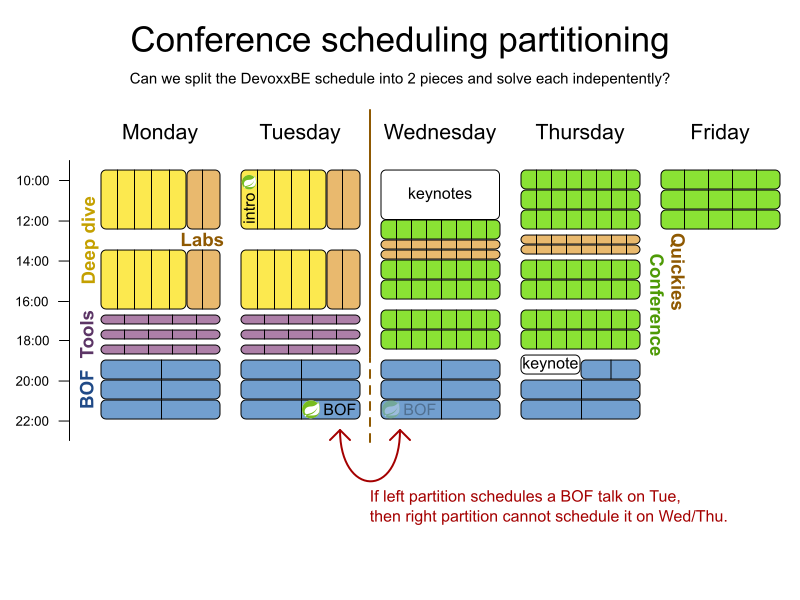 Conference scheduling partitioning
Can we split the DevoxxBE schedule into 2 pieces and solve each indepentently?
Monday
Tuesday
Wednesday
Thursday
Friday
10:00
12:00
14:00
16:00
18:00
20:00
22:00
Deep dive
Labs
Tools
BOF
intro
keynotes
keynote
Quickies
Conference
BOF
BOF
If left partition schedules a BOF talk on Tue,
then right partition cannot schedule it on Wed/Thu.